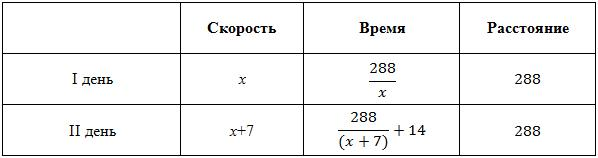 Скорость Время Расстояние
I день x 288/x 288
II день x+7 288/(x + 7) + 14 288